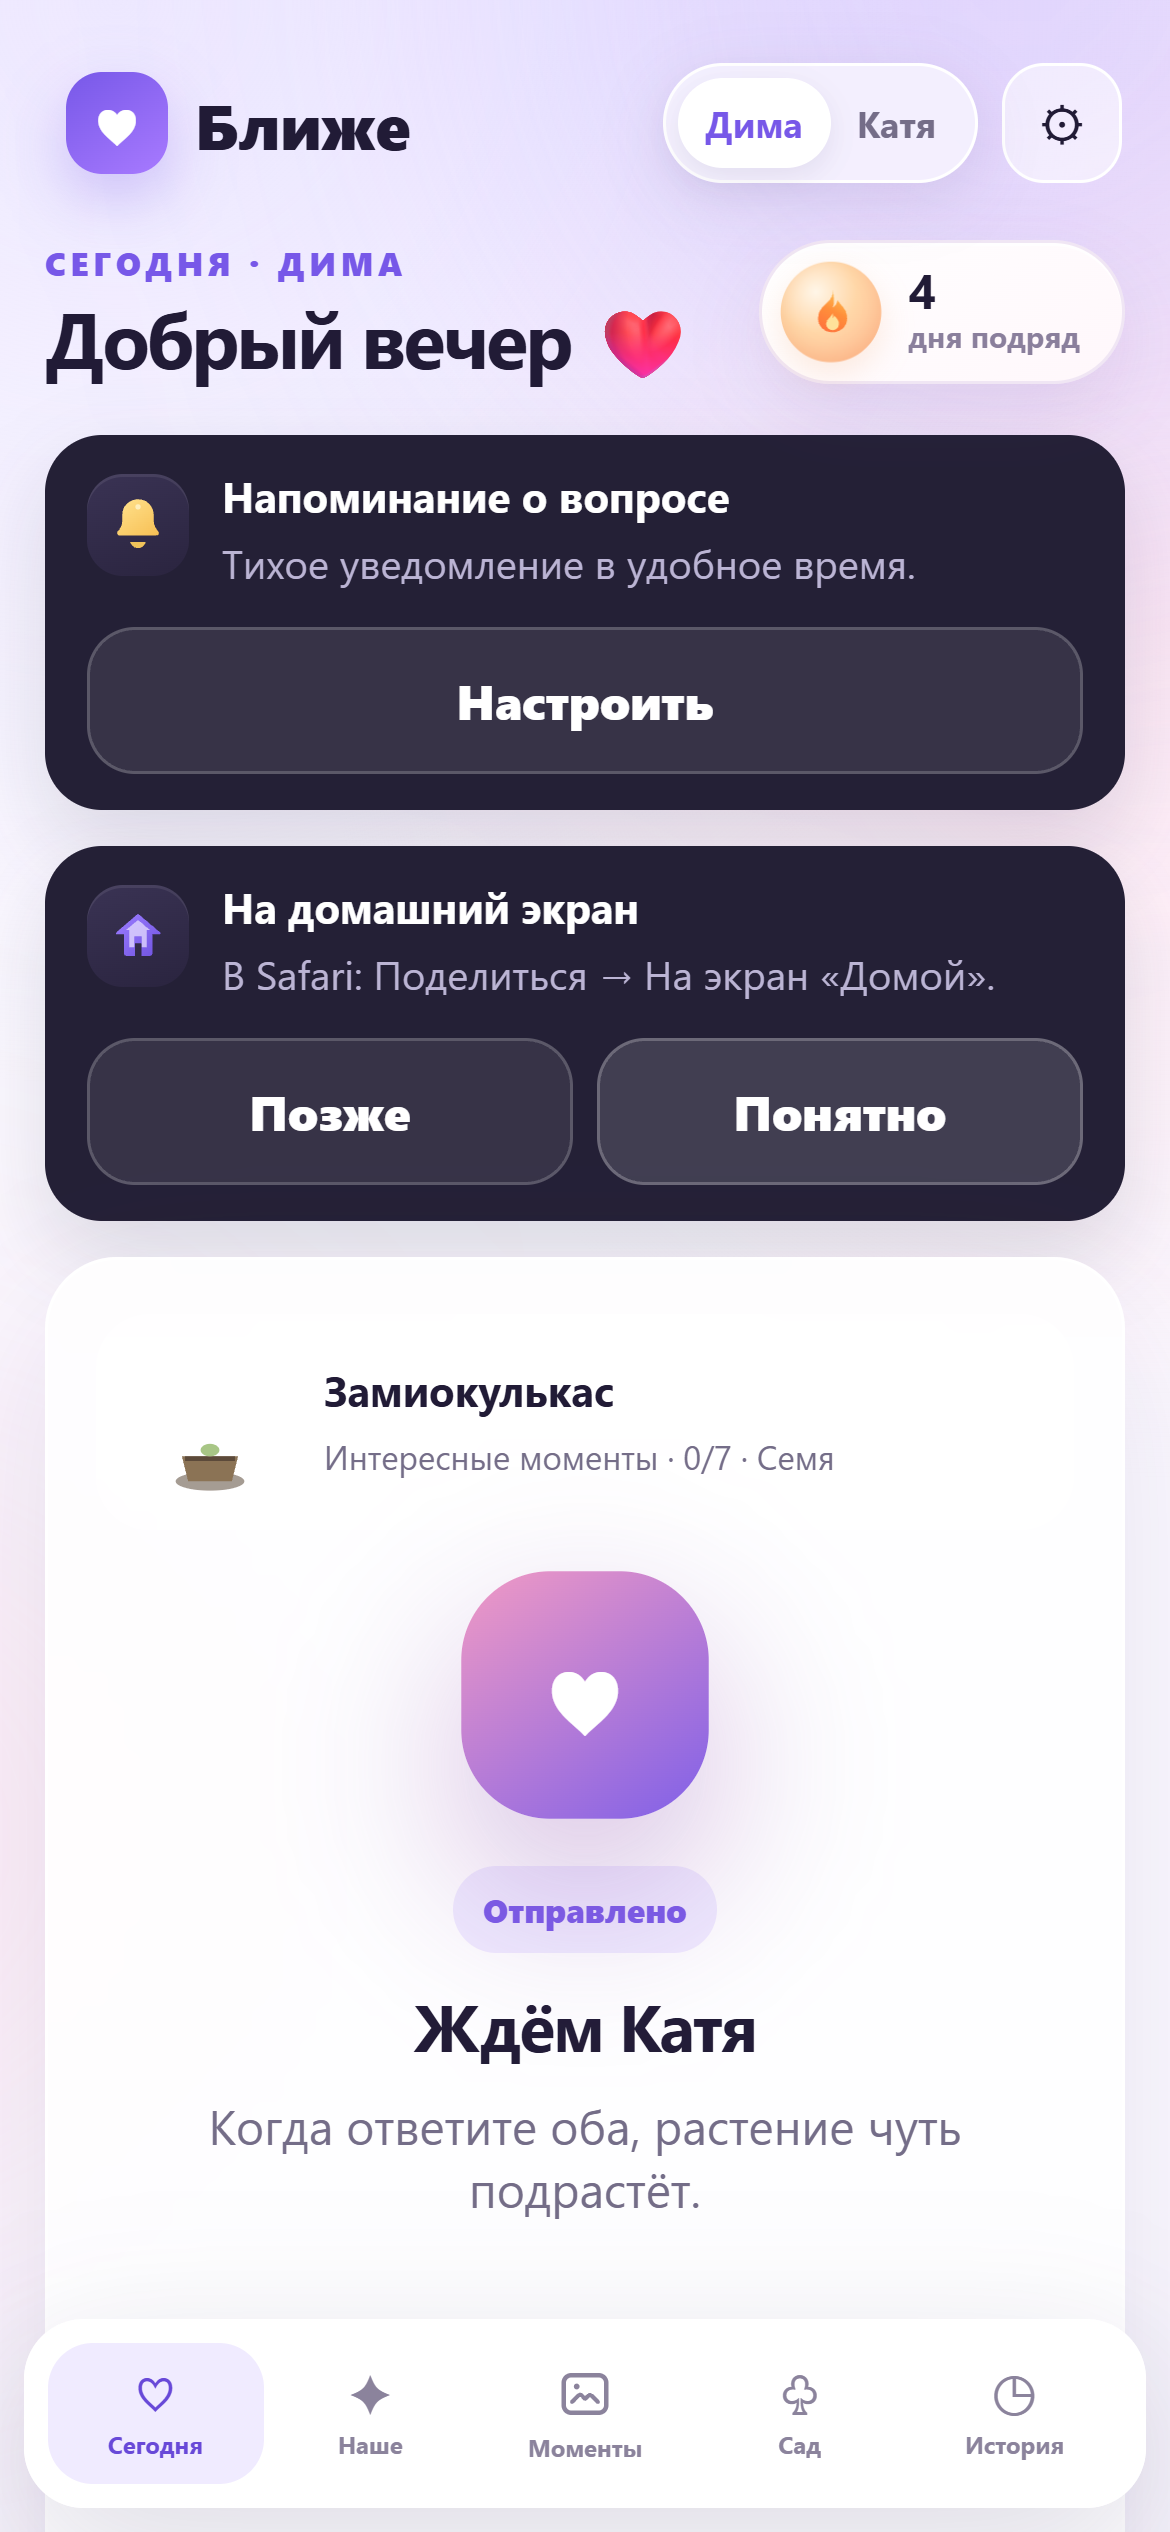 Ближе
Дима
Катя
СЕГОДНЯ · ДИМА
Добрый вечер
4
дня подряд
Напоминание о вопросе
Тихое уведомление в удобное время.
Настроить
На домашний экран
В Safari: Поделиться → На экран «Домой».
Позже
Понятно
Замиокулькас
Интересные моменты · 0/7 · Семя
Отправлено
Ждём Катя
Когда ответите оба, растение чуть
подрастёт.
Сегодня
Наше
Моменты
Сад
История